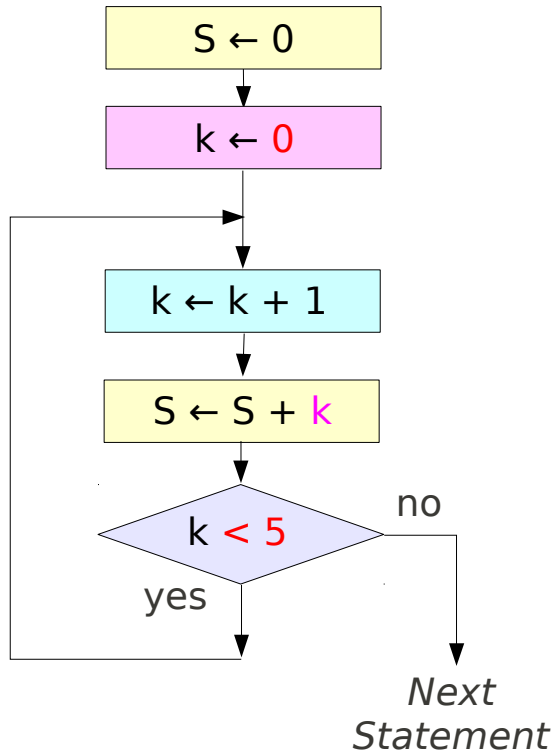 S ← 0
k ← 0
k ← k + 1
S ← S + k
k < 5
no
yes
Next
Statement